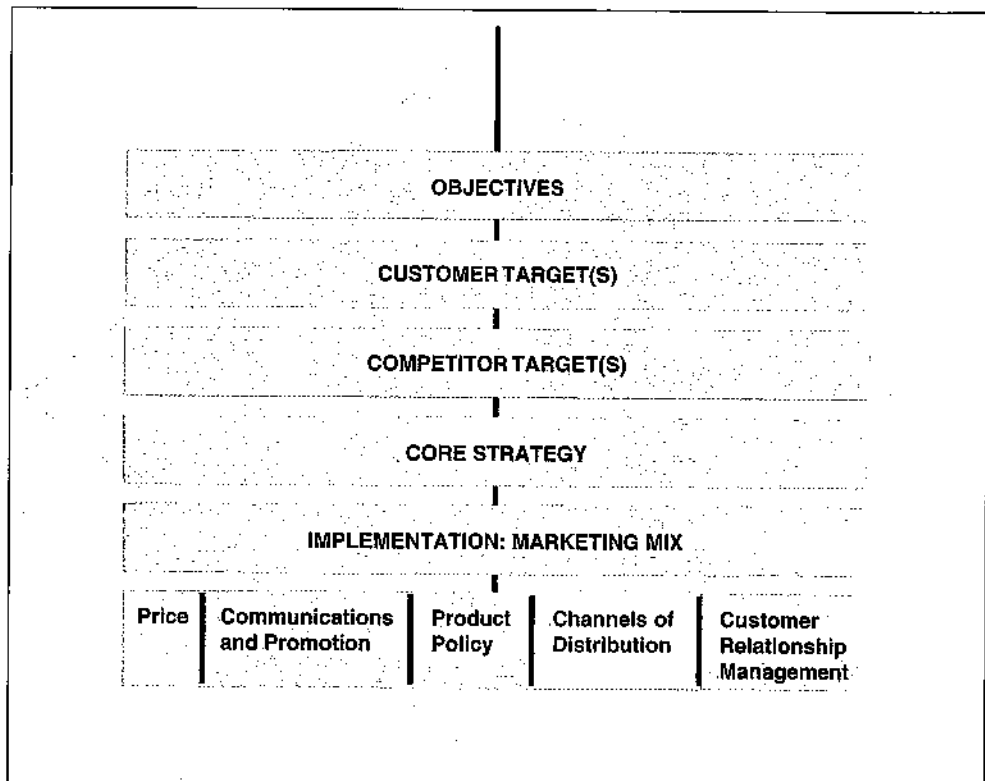 OBJECTIVES
CUSTOMER TARGET(S)
COMPETITOR TARGET(S)
CORE STRATEGY
IMPLEMENTATION: MARKETING MIX
Price
Communications
and Promotion
Product
Policy
Channels of
Distribution
Customer
Relationship
Management